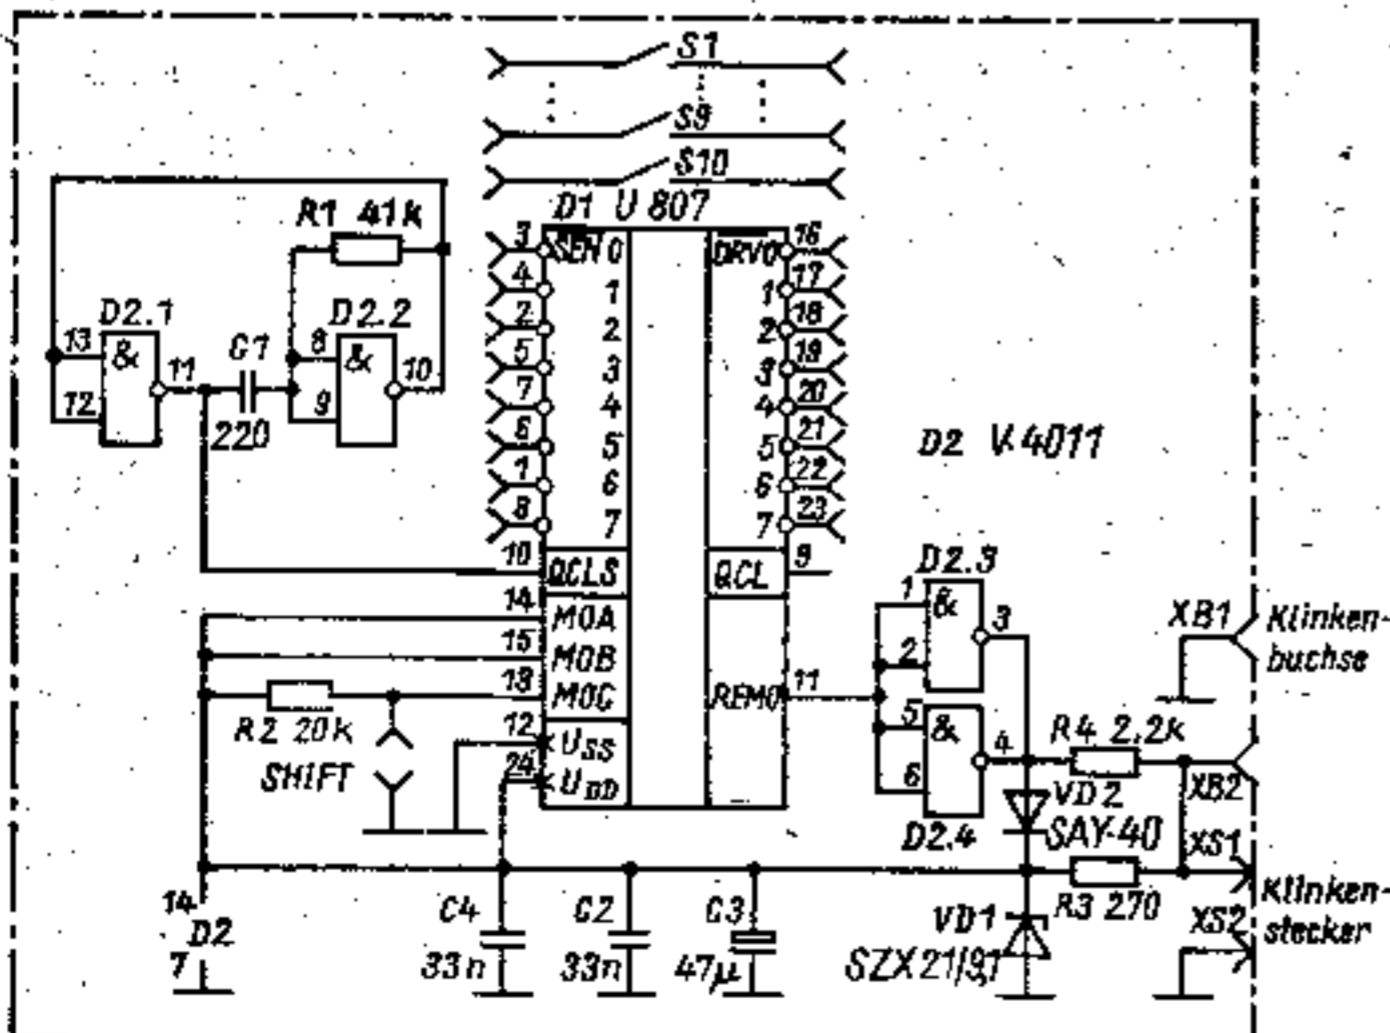 S1
S9
S10
D1 U 807
R1 41k
3 SEN 0 DRV0 16
4 1 1 17
2 2 2 18
5 3 3 19
7 4 4 20
6 5 5 21
1 6 6 22
8 7 7 23
D2.1
D2.2
13 & 11 C1 8 & 10
12 220 9
D2 V 4011
10 QCLS QCL 9
14 MOA
15 MOB
13 MOC REMO 11
R2 20k
SHIFT
12 USS
24 UDD
D2.3
1 & 3
2
5 & 4
6
D2.4
XB1 Klinken-
buchse
R4 2,2k
XB2
VD2
SAY-40
XS1
R3 270
Klinken-
stecker
XS2
VD1
SZX 21/9,1
14
D2
7
C4
33n
C2
33n
C3
47µ